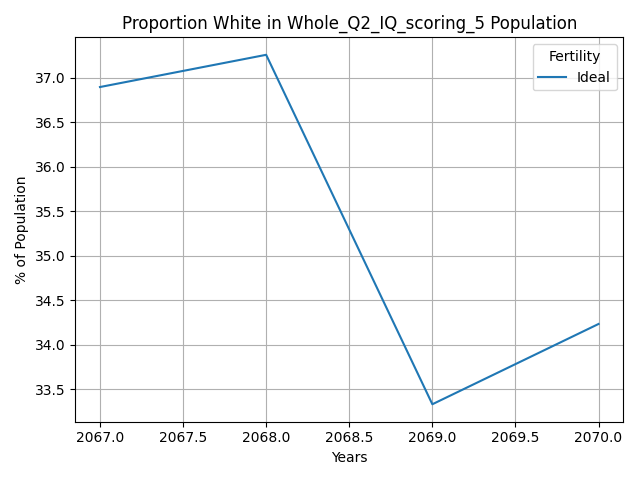 Proportion White in Whole_Q2_IQ_scoring_5 Population
Fertility
Ideal
37.0
36.5
36.0
35.5
35.0
34.5
34.0
33.5
% of Population
2067.0 2067.5 2068.0 2068.5 2069.0 2069.5 2070.0
Years